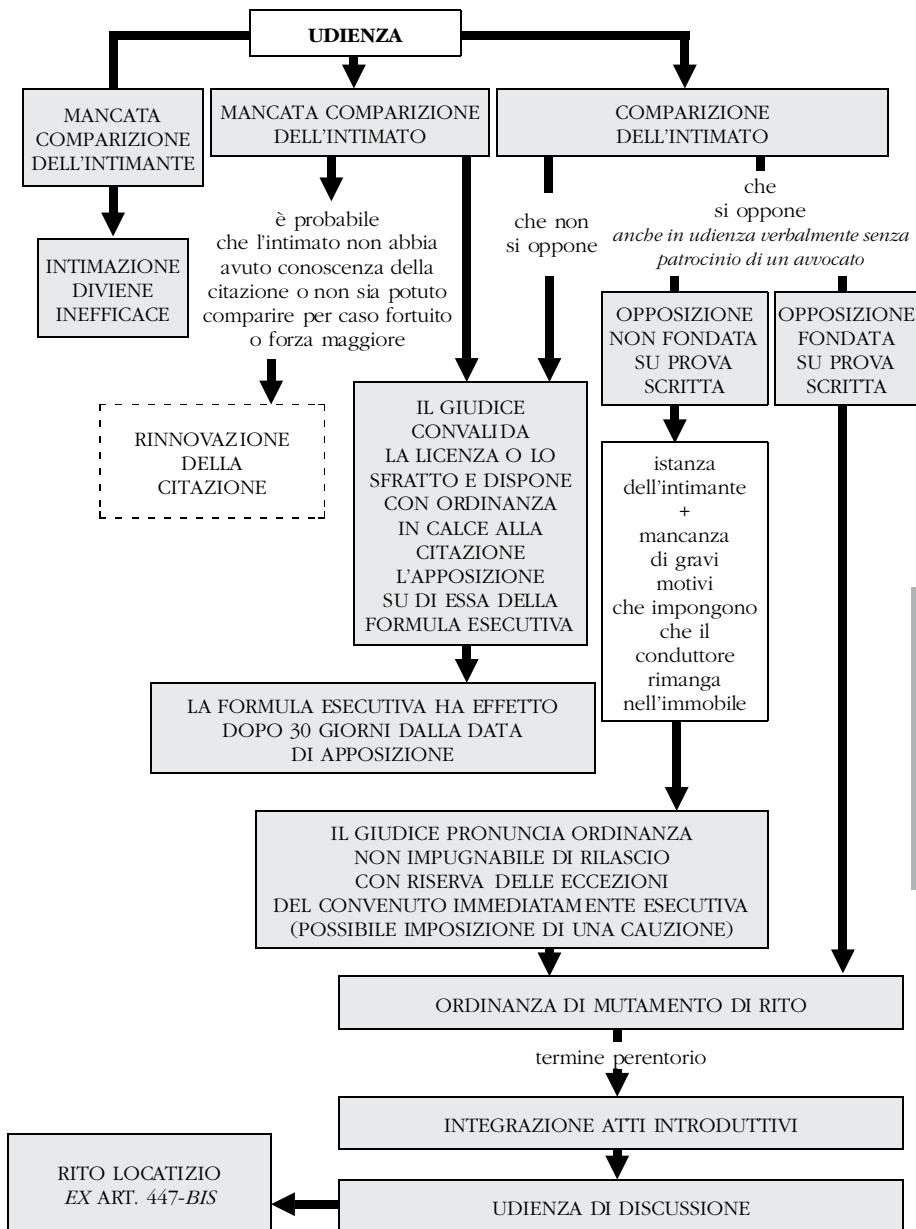 UDIENZA
MANCATA
COMPARIZIONE
DELL'INTIMANTE
MANCATA COMPARIZIONE
DELL'INTIMATO
COMPARIZIONE
DELL'INTIMATO
INTIMAZIONE
DIVIENE
INEFFICACE
è probabile
che l'intimato non abbia
avuto conoscenza della
citazione o non sia potuto
comparire per caso fortuito
o forza maggiore
che non
si oppone
che
si oppone
anche in udienza verbalmente senza
patrocinio di un avvocato
OPPOSIZIONE
NON FONDATA
SU PROVA
SCRITTA
OPPOSIZIONE
FONDATA
SU PROVA
SCRITTA
RINNOVAZIONE
DELLA
CITAZIONE
IL GIUDICE
CONVALIDA
LA LICENZA O LO
SFRATTO E DISPONE
CON ORDINANZA
IN CALCE ALLA
CITAZIONE
L'APPOSIZIONE
SU DI ESSA DELLA
FORMULA ESECUTIVA
istanza
dell'intimante
+
mancanza
di gravi
motivi
che impongono
che il
conduttore
rimanga
nell'immobile
LA FORMULA ESECUTIVA HA EFFETTO
DOPO 30 GIORNI DALLA DATA
DI APPOSIZIONE
IL GIUDICE PRONUNCIA ORDINANZA
NON IMPUGNABILE DI RILASCIO
CON RISERVA DELLE ECCEZIONI
DEL CONVENUTO IMMEDIATAMENTE ESECUTIVA
(POSSIBILE IMPOSIZIONE DI UNA CAUZIONE)
ORDINANZA DI MUTAMENTO DI RITO
termine perentorio
INTEGRAZIONE ATTI INTRODUTTIVI
RITO LOCATIZIO
EX ART. 447-BIS
UDIENZA DI DISCUSSIONE